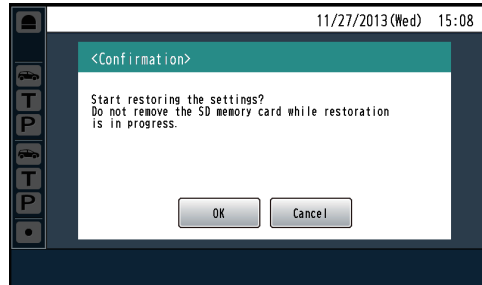 11/27/2013(Wed) 15:08
<Confirmation>
Start restoring the settings?
Do not remove the SD memory card while restoration
is in progress.
T
P
T
P
OK Cancel